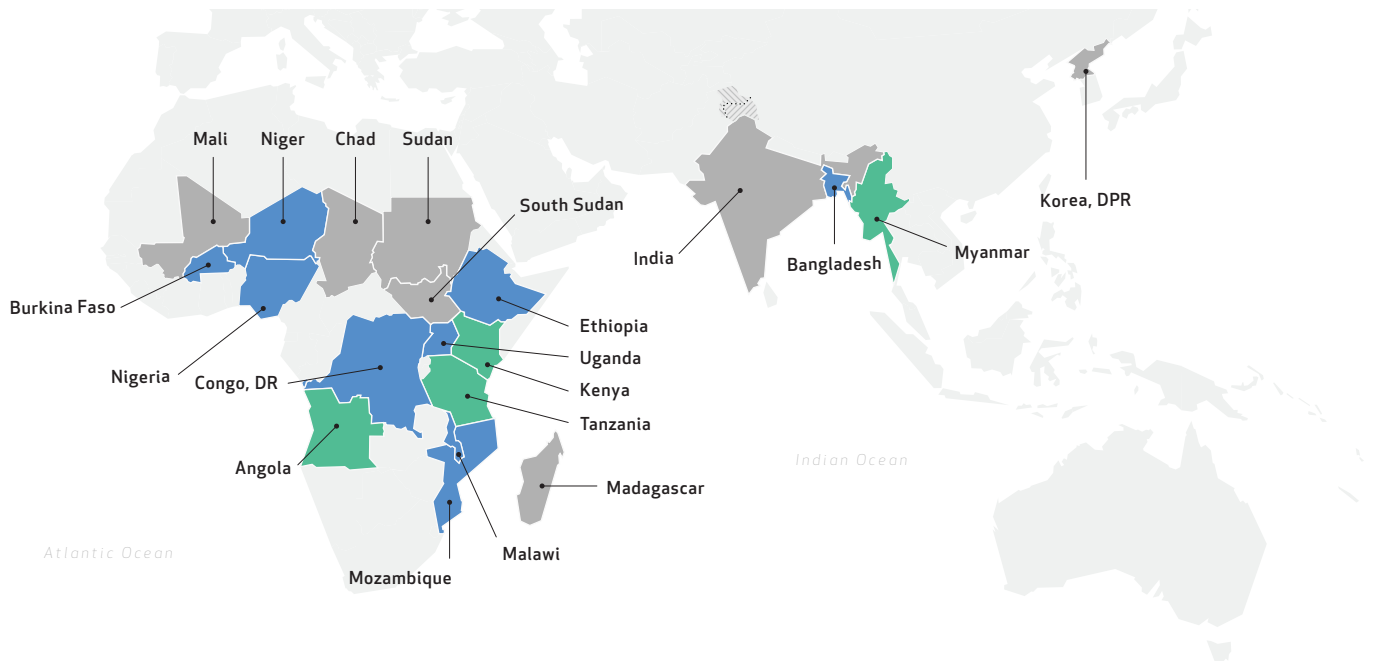 Mali
Niger
Chad
Sudan
South Sudan
Korea, DPR
India
Bangladesh
Myanmar
Burkina Faso
Ethiopia
Uganda
Nigeria
Congo, DR
Kenya
Tanzania
Angola
Indian Ocean
Madagascar
Atlantic Ocean
Malawi
Mozambique